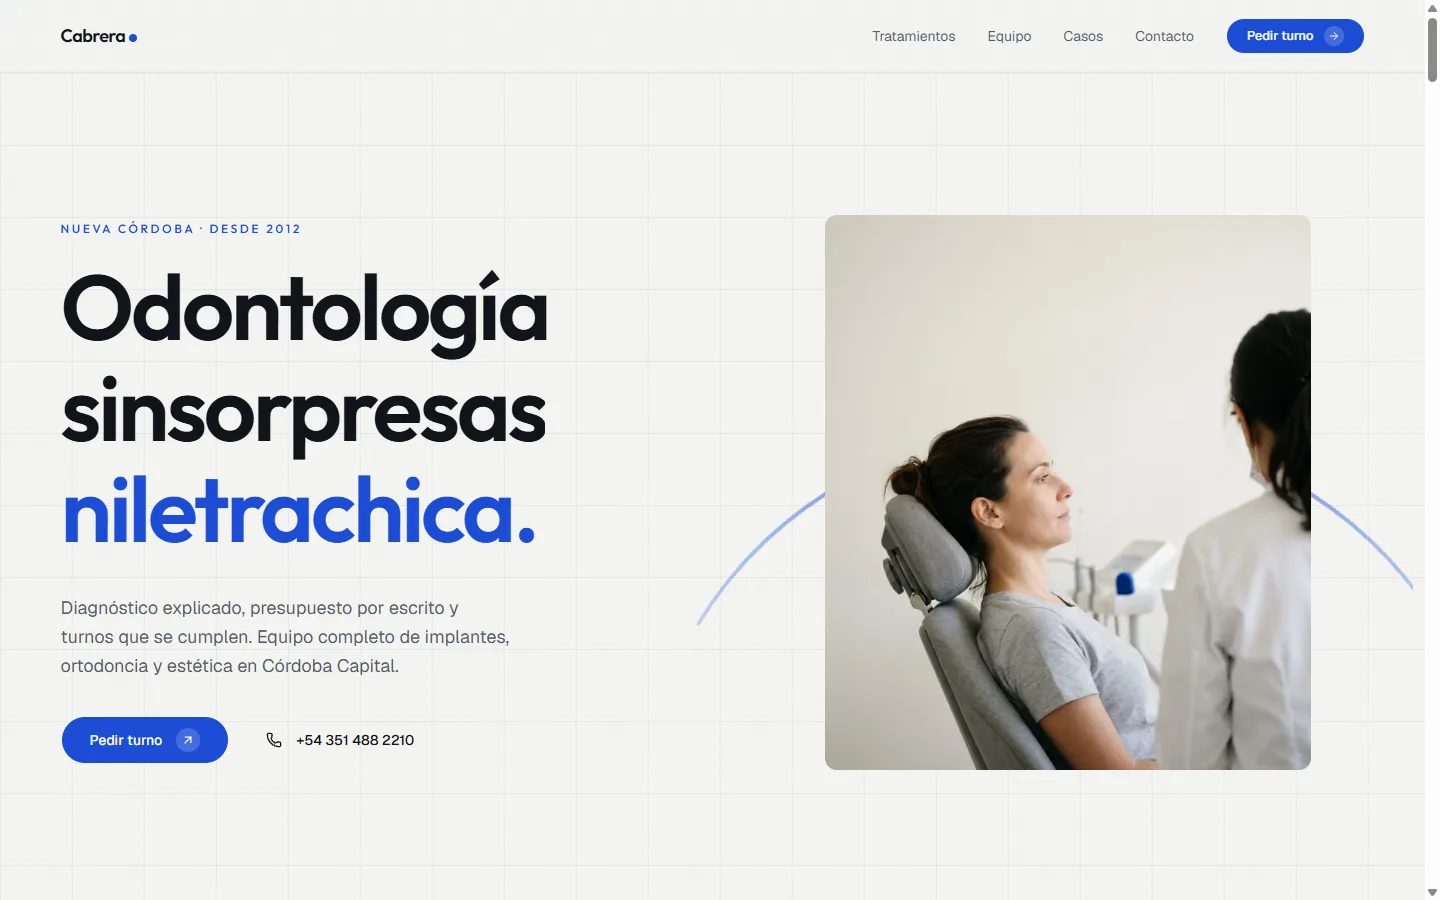 Cabrera
Tratamientos
Equipo
Casos
Contacto
Pedir turno
NUEVA CÓRDOBA · DESDE 2012
Odontología
sinsorpresas
niletrachica.
Diagnóstico explicado, presupuesto por escrito y
turnos que se cumplen. Equipo completo de implantes,
ortodoncia y estética en Córdoba Capital.
Pedir turno
+54 351 488 2210